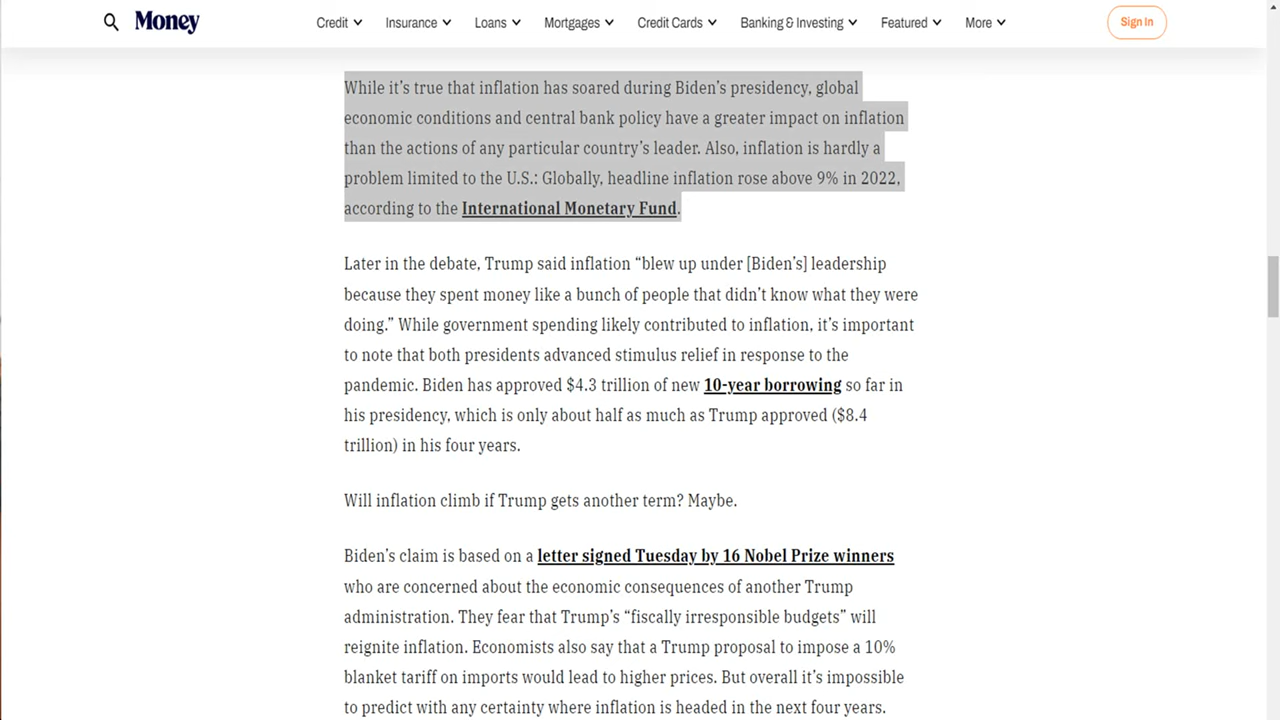 Money
Credit Insurance Loans Mortgages Credit Cards Banking & Investing Featured More Sign In
While it’s true that inflation has soared during Biden’s presidency, global
economic conditions and central bank policy have a greater impact on inflation
than the actions of any particular country’s leader. Also, inflation is hardly a
problem limited to the U.S.: Globally, headline inflation rose above 9% in 2022,
according to the International Monetary Fund.
Later in the debate, Trump said inflation “blew up under [Biden’s] leadership
because they spent money like a bunch of people that didn’t know what they were
doing.” While government spending likely contributed to inflation, it’s important
to note that both presidents advanced stimulus relief in response to the
pandemic. Biden has approved $4.3 trillion of new 10-year borrowing so far in
his presidency, which is only about half as much as Trump approved ($8.4
trillion) in his four years.
Will inflation climb if Trump gets another term? Maybe.
Biden’s claim is based on a letter signed Tuesday by 16 Nobel Prize winners
who are concerned about the economic consequences of another Trump
administration. They fear that Trump’s “fiscally irresponsible budgets” will
reignite inflation. Economists also say that a Trump proposal to impose a 10%
blanket tariff on imports would lead to higher prices. But overall it’s impossible
to predict with any certainty where inflation is headed in the next four years.